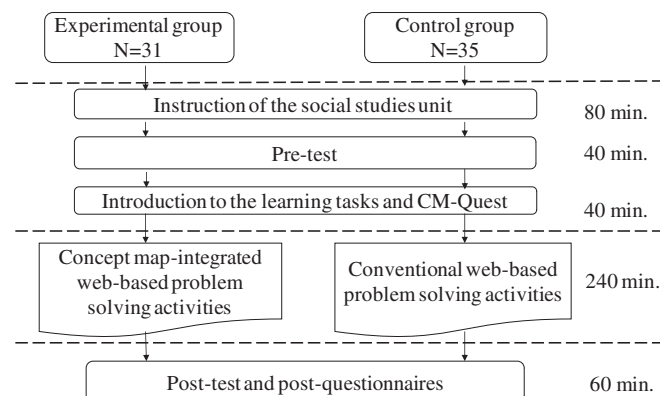 Experimental group
N=31
Control group
N=35
Instruction of the social studies unit
80 min.
Pre-test
40 min.
Introduction to the learning tasks and CM-Quest
40 min.
Concept map-integrated
web-based problem
solving activities
Conventional web-based
problem solving activities
240 min.
Post-test and post-questionnaires
60 min.